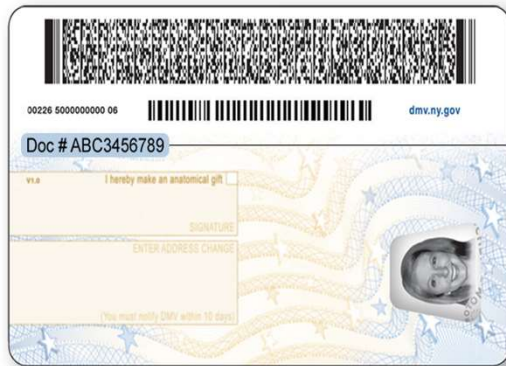 00226 5000000000 06
dmv.ny.gov
Doc # ABC3456789
V1.0
I hereby make an anatomical gift
SIGNATURE
ENTER ADDRESS CHANGE
(You must notify DMV within 10 days)